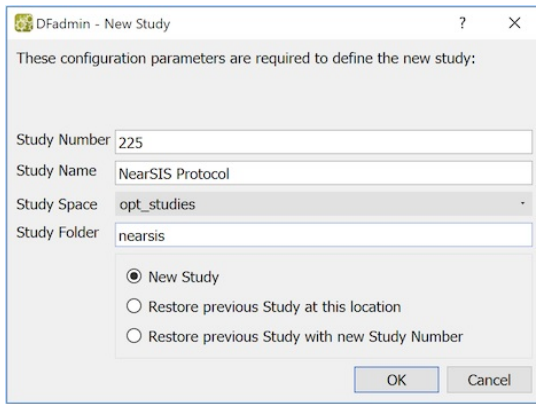 DFadmin - New Study
These configuration parameters are required to define the new study:
Study Number 225
Study Name NearSIS Protocol
Study Space opt_studies
Study Folder nearsis
New Study
Restore previous Study at this location
Restore previous Study with new Study Number
OK Cancel